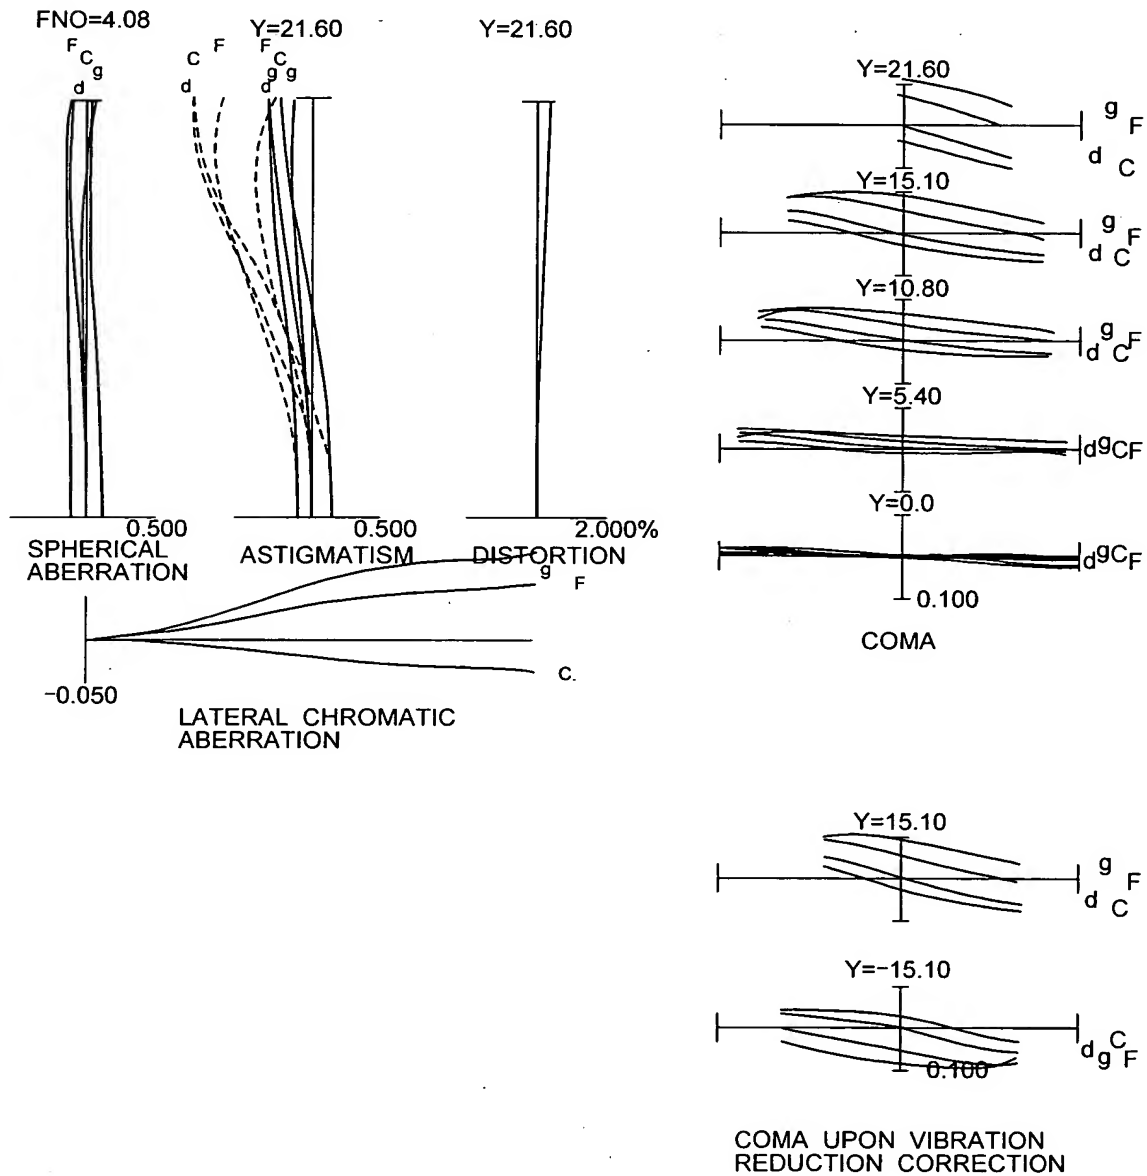 FNO=4.08
F
C
g
d
Y=21.60
C
F
d
F
C
g
g
d
Y=21.60
0.500
SPHERICAL
ABERRATION
0.500
ASTIGMATISM
2.000%
DISTORTION
g
F
C.
-0.050
LATERAL CHROMATIC
ABERRATION
Y=21.60
g
F
d
C
Y=15.10
g
F
d
C
Y=10.80
g
F
d
C
Y=5.40
d g C F
Y=0.0
d g C F
0.100
COMA
Y=15.10
g
F
d
C
Y=-15.10
C
d g F
0.100
COMA UPON VIBRATION
REDUCTION CORRECTION